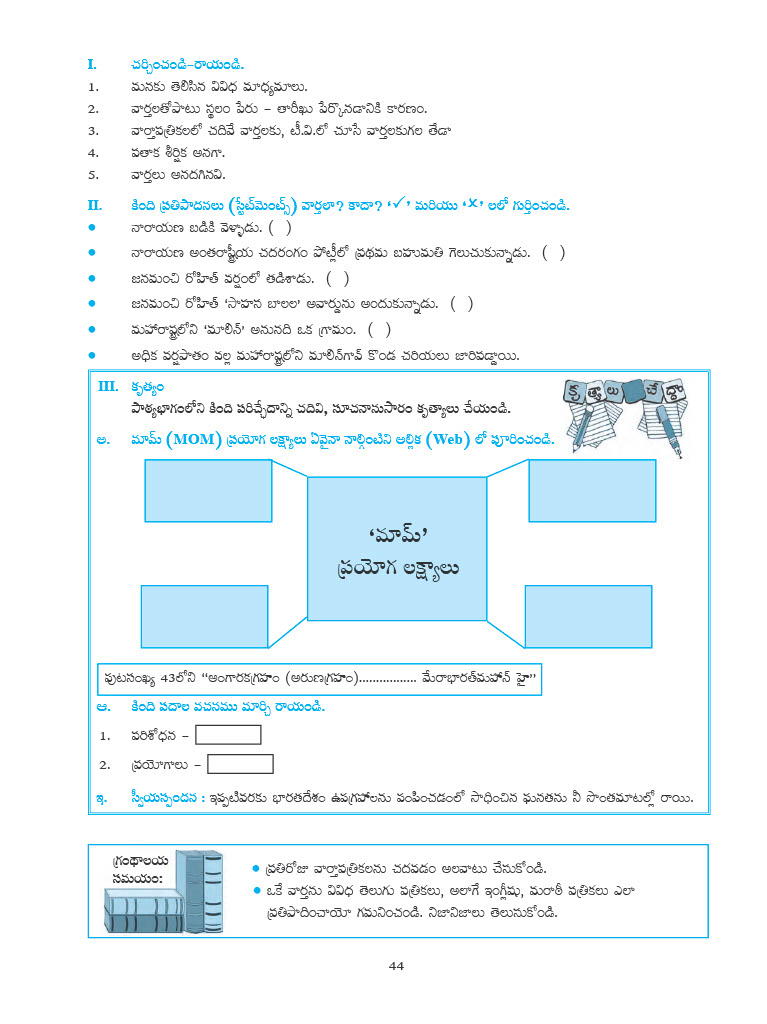 I. చర్చించండి-రాయండి.
1. మనకు తెలిసిన వివిధ మాధ్యమాలు.
2. వార్తలతోపాటు స్థలం పేరు – తారీఖు పేర్కొనడానికి కారణం.
3. వార్తాపత్రికలలో చదివే వార్తలకు, టీ.వి.లో చూసే వార్తలకుగల తేడా
4. పతాక శీర్షిక అనగా.
5. వార్తలు అనదగినవి.
II. కింది ప్రతిపాదనలు (స్టేట్‌మెంట్స్) వార్తలా? కాదా? ‘✓’ మరియు ‘✗’ లలో గుర్తించండి.
• నారాయణ బడికి వెళ్ళాడు. ( )
• నారాయణ అంతరాష్ట్రీయ చదరంగం పోటీలో ప్రథమ బహుమతి గెలుచుకున్నాడు. ( )
• జనమంచి రోహిత్ వర్షంలో తడిశాడు. ( )
• జనమంచి రోహిత్ ‘సాహస బాలల’ అవార్డును అందుకున్నాడు. ( )
• మహారాష్ట్రలోని ‘మాలిన్’ అనునది ఒక గ్రామం. ( )
• అధిక వర్షపాతం వల్ల మహారాష్ట్రలోని మాలిన్‌గావ్ కొండ చరియలు జారిపడ్డాయి.
III. కృత్యం
కృత్యాలు చేద్దాం
పాఠ్యభాగంలోని కింది పరిచ్ఛేదాన్ని చదివి, సూచనానుసారం కృత్యాలు చేయండి.
అ. మామ్ (MOM) ప్రయోగ లక్ష్యాలు ఏవైనా నాల్గింటిని అల్లిక (Web) లో పూరించండి.
‘మామ్’
ప్రయోగ లక్ష్యాలు
పుటసంఖ్య 43లోని “అంగారకగ్రహం (అరుణగ్రహం)................. మేరాభారత్‌మహాన్ హై”
ఆ. కింది పదాల వచనము మార్చి రాయండి.
1. పరిశోధన –
2. ప్రయోగాలు –
ఇ. స్వీయస్పందన : ఇప్పటివరకు భారతదేశం ఉపగ్రహాలను పంపించడంలో సాధించిన ఘనతను నీ సొంతమాటల్లో రాయి.
గ్రంథాలయ
సమయం:
• ప్రతిరోజు వార్తాపత్రికలను చదవడం అలవాటు చేసుకోండి.
• ఒకే వార్తను వివిధ తెలుగు పత్రికలు, అలాగే ఇంగ్లీషు, మరాఠీ పత్రికలు ఎలా
ప్రతిపాదించాయో గమనించండి. నిజానిజాలు తెలుసుకోండి.
44